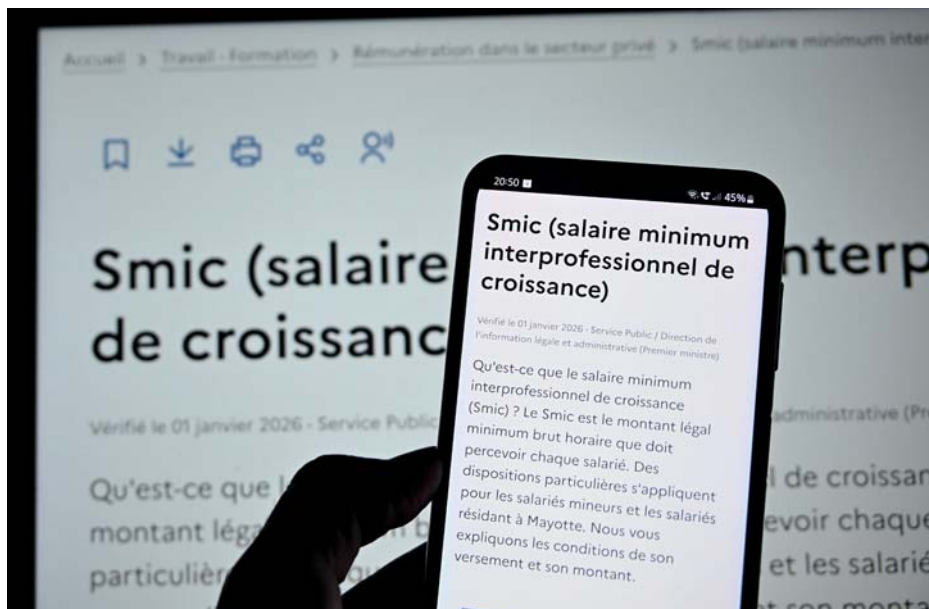 Accueil > Travail - Formation > Rémunération dans le secteur privé > Smic (salaire minimum inter
Smic (salaire
nterp
de croissanc
Vérifié le 01 janvier 2026 - Service Public
administrative (Pr
Qu'est-ce que l
l de croissan
montant lég
evoir chaque
particulièr
et les salarié
20:50
45%
Smic (salaire minimum
interprofessionnel de
croissance)
Vérifié le 01 janvier 2026 - Service Public / Direction de
l'information légale et administrative (Premier ministre)
Qu'est-ce que le salaire minimum
interprofessionnel de croissance
(Smic) ? Le Smic est le montant légal
minimum brut horaire que doit
percevoir chaque salarié. Des
dispositions particulières s'appliquent
pour les salariés mineurs et les salariés
résidant à Mayotte. Nous vous
expliquons les conditions de son
versement et son montant.